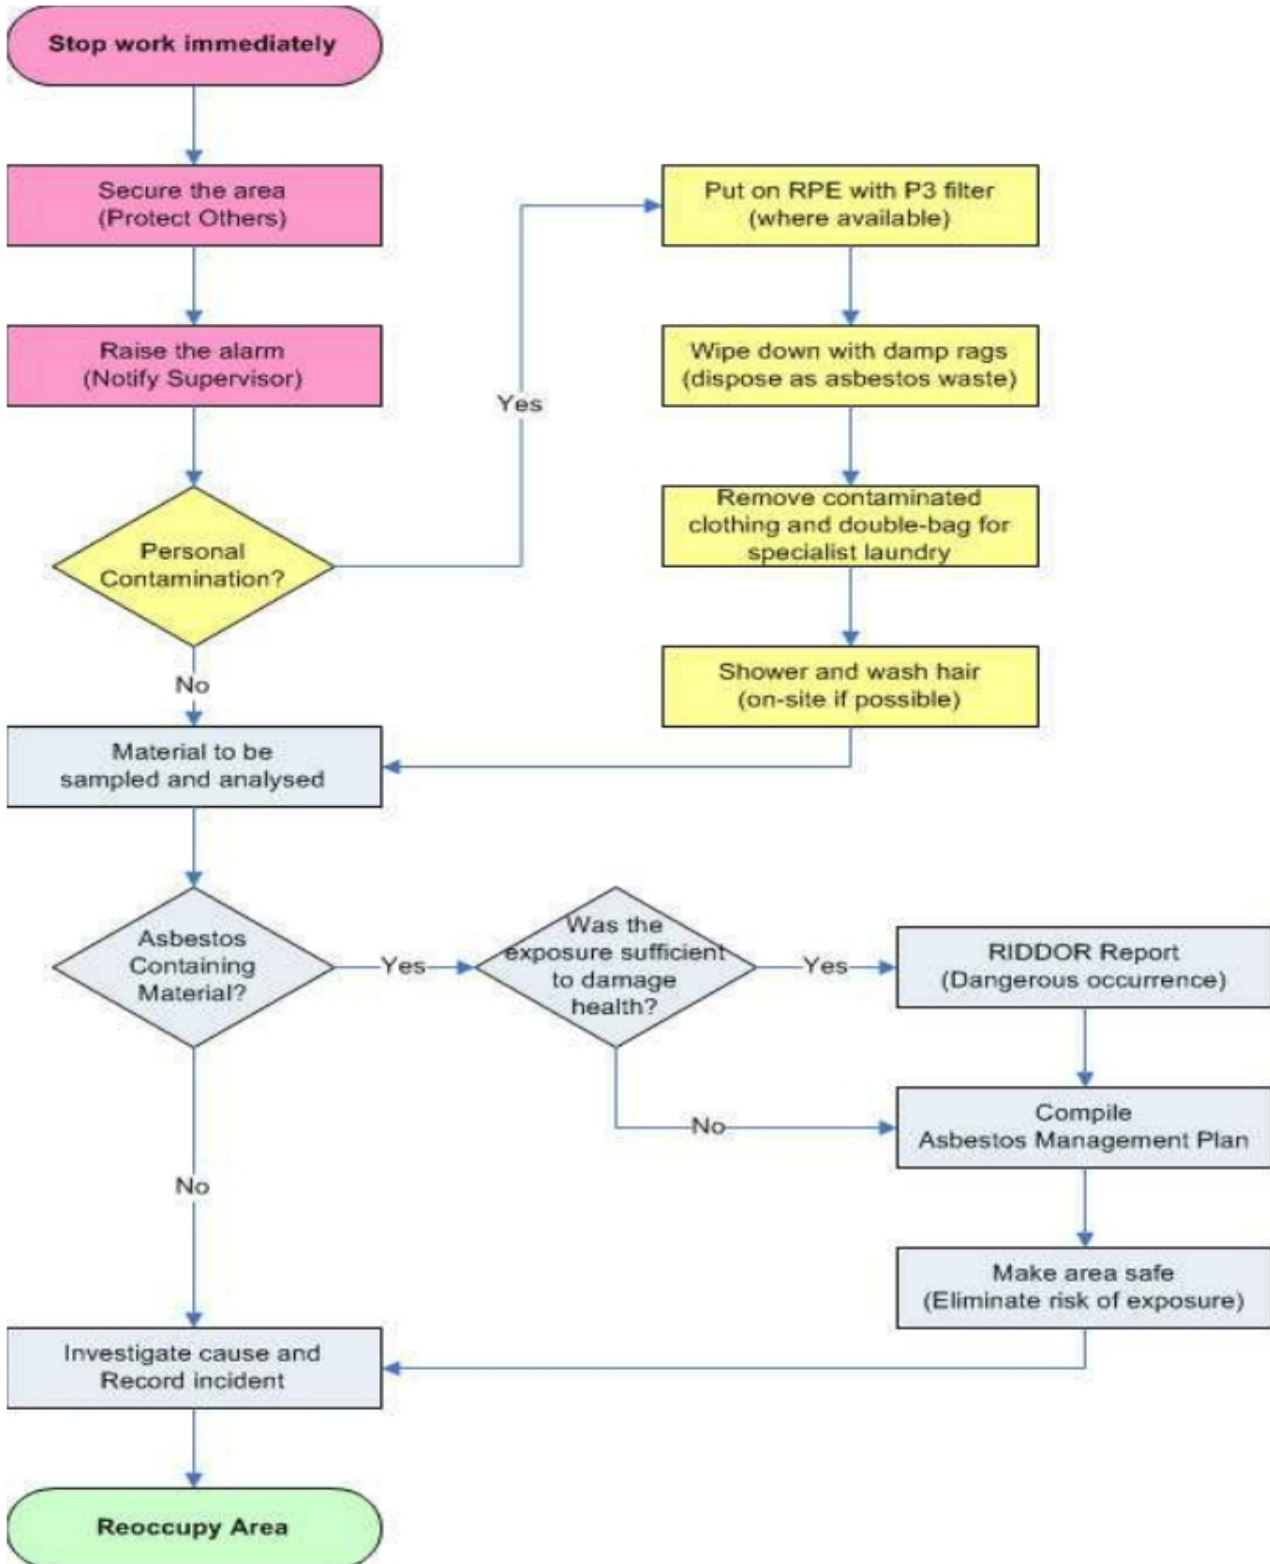 Stop work immediately
Secure the area
(Protect Others)
Put on RPE with P3 filter
(where available)
Raise the alarm
(Notify Supervisor)
Wipe down with damp rags
(dispose as asbestos waste)
Yes
Personal
Contamination?
Remove contaminated
clothing and double-bag for
specialist laundry
No
Shower and wash hair
(on-site if possible)
Material to be
sampled and analysed
Asbestos
Containing
Material?
Yes
Was the
exposure sufficient
to damage
health?
Yes
RIDDOR Report
(Dangerous occurrence)
No
Compile
Asbestos Management Plan
No
Make area safe
(Eliminate risk of exposure)
Investigate cause and
Record incident
Reoccupy Area